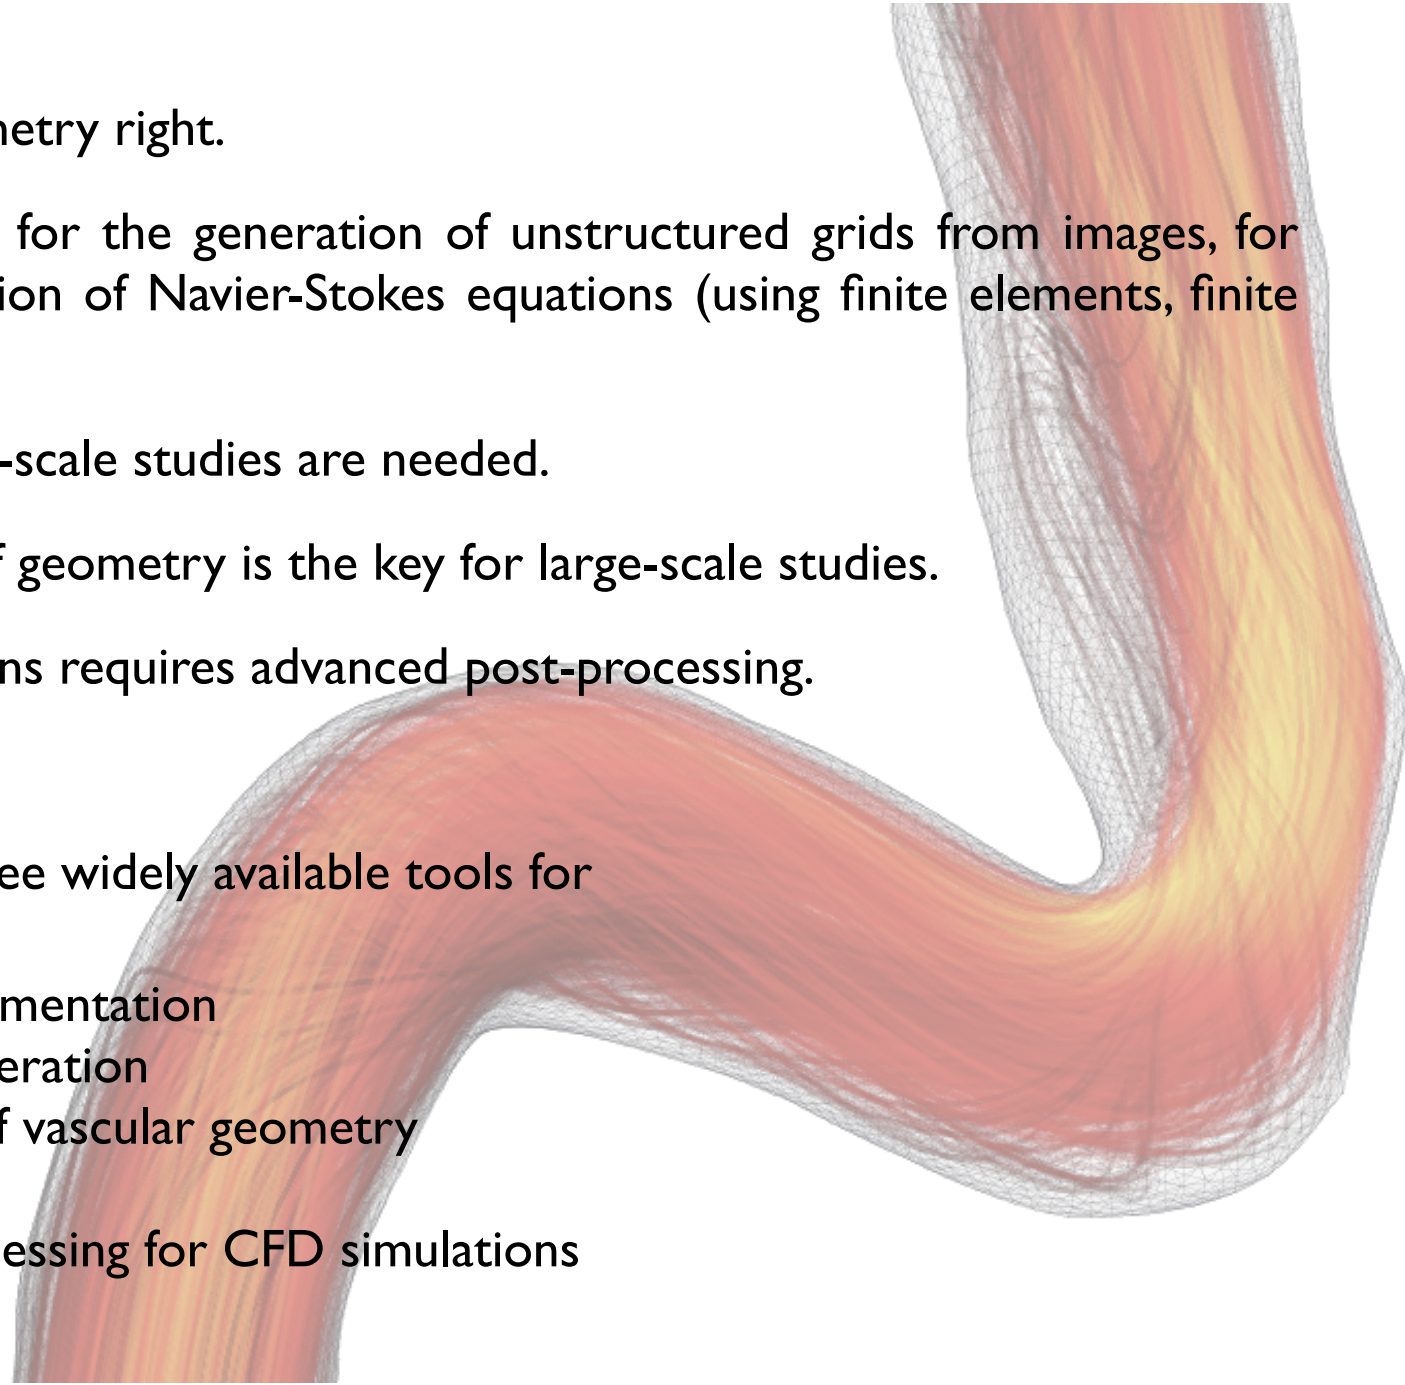 netry right.
for the generation of unstructured grids from images, for
ion of Navier-Stokes equations (using finite elements, finite
-scale studies are needed.
f geometry is the key for large-scale studies.
ns requires advanced post-processing.
ee widely available tools for
mentation
eration
f vascular geometry
essing for CFD simulations